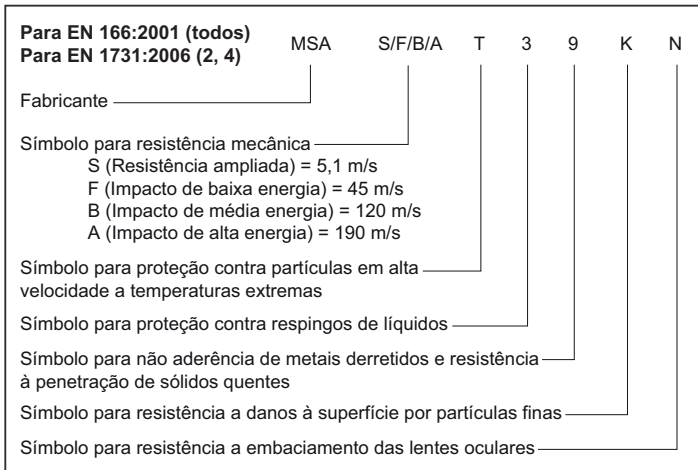 Para EN 166:2001 (todos)
Para EN 1731:2006 (2, 4)
MSA S/F/B/A T 3 9 K N
Fabricante
Símbolo para resistência mecânica
S (Resistência ampliada) = 5,1 m/s
F (Impacto de baixa energia) = 45 m/s
B (Impacto de média energia) = 120 m/s
A (Impacto de alta energia) = 190 m/s
Símbolo para proteção contra partículas em alta
velocidade a temperaturas extremas
Símbolo para proteção contra respingos de líquidos
Símbolo para não aderência de metais derretidos e resistência
à penetração de sólidos quentes
Símbolo para resistência a danos à superfície por partículas finas
Símbolo para resistência a embaciamento das lentes oculares